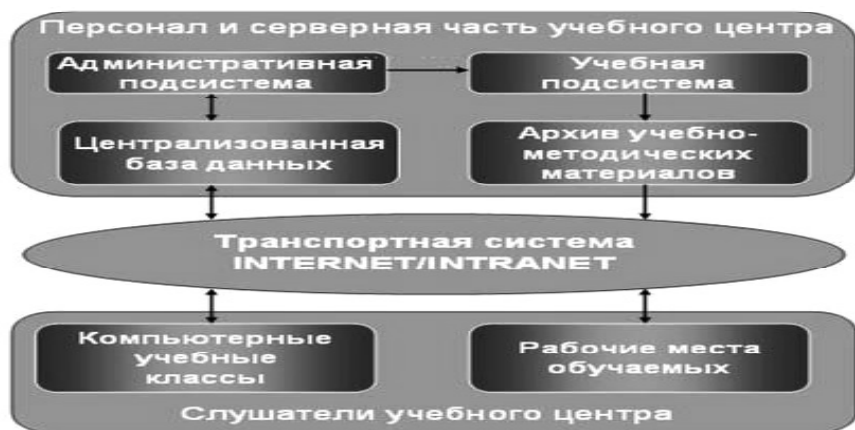 Персонал и серверная часть учебного центра
Административная
подсистема
Учебная
подсистема
Централизованная
база данных
Архив учебно-
методических
материалов
Транспортная система
INTERNET/INTRANET
Компьютерные
учебные
классы
Рабочие места
обучаемых
Слушатели учебного центра